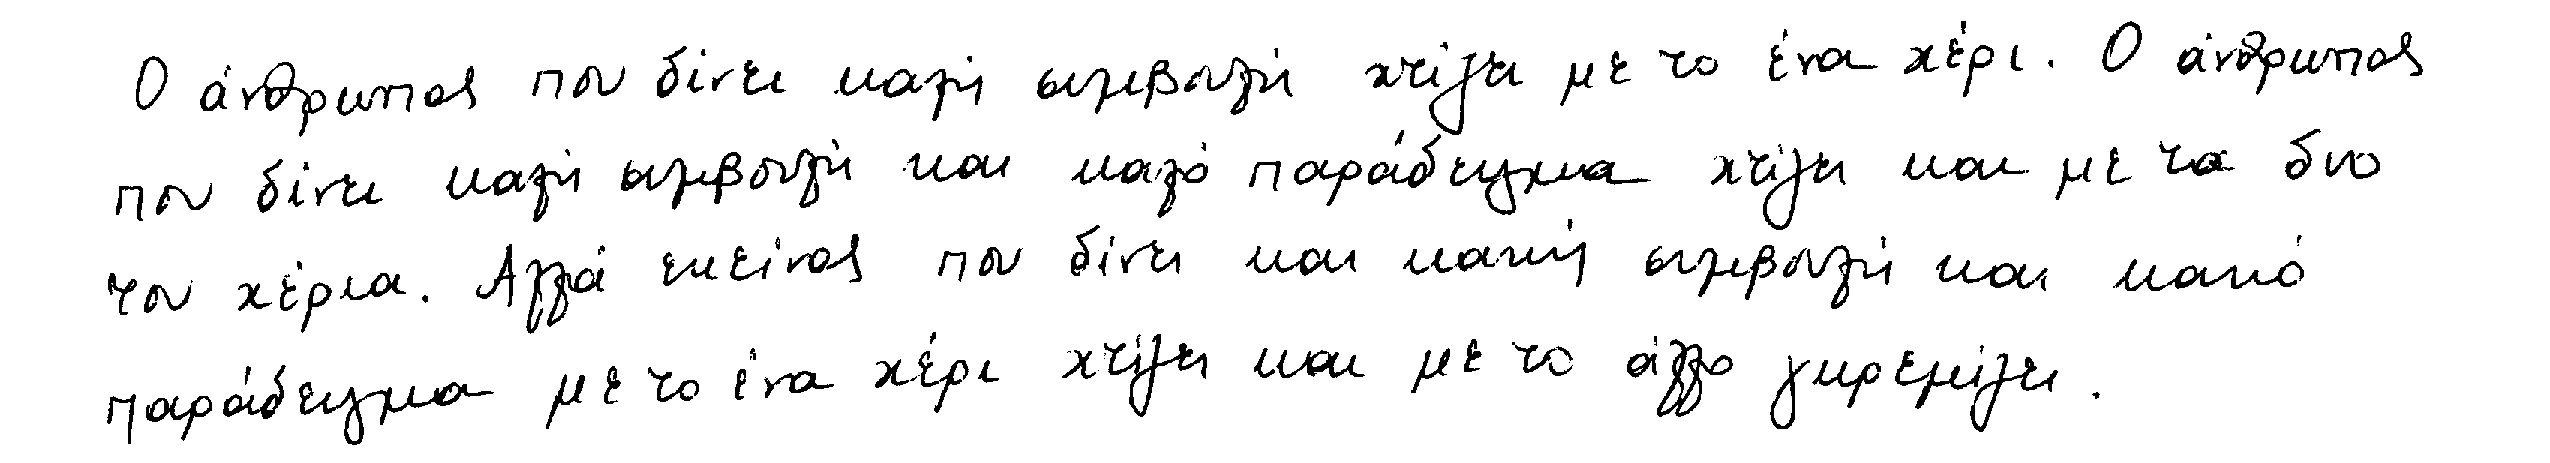 Ο άνθρωπος που δίνει καλή συμβουλή χτίζει με το ένα χέρι. Ο άνθρωπος
που δίνει καλή συμβουλή και καλό παράδειγμα χτίζει και με τα δυο
του χέρια. Αλλά εκείνος που δίνει και κακή συμβουλή και κακό
παράδειγμα με το ένα χέρι χτίζει και με το άλλο γκρεμίζει.